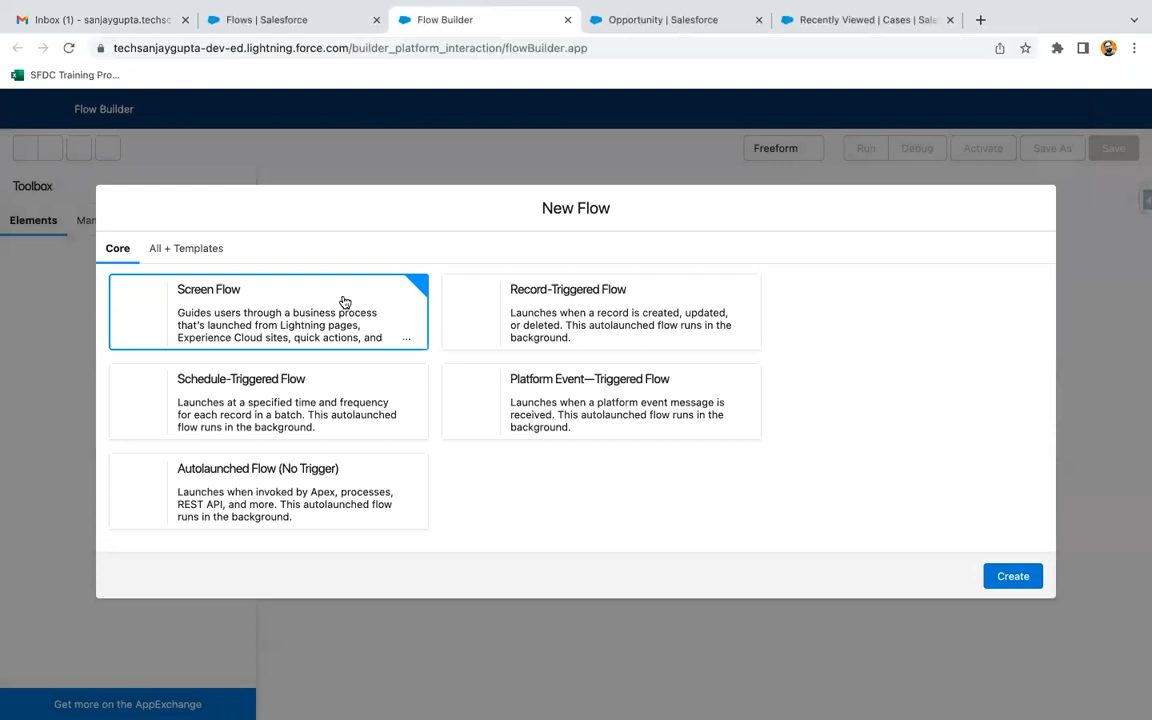 Inbox (1) - sanjaygupta.techsc
Flows | Salesforce
Flow Builder
Opportunity | Salesforce
Recently Viewed | Cases | Sale
techsanjaygupta-dev-ed.lightning.force.com/builder_platform_interaction/flowBuilder.app
SFDC Training Pro...
Flow Builder
Freeform
Run
Debug
Activate
Save As
Save
Toolbox
Elements
Man
New Flow
Core
All + Templates
Screen Flow
Guides users through a business process
that's launched from Lightning pages,
Experience Cloud sites, quick actions, and
...
Record-Triggered Flow
Launches when a record is created, updated,
or deleted. This autolaunched flow runs in the
background.
Schedule-Triggered Flow
Launches at a specified time and frequency
for each record in a batch. This autolaunched
flow runs in the background.
Platform Event—Triggered Flow
Launches when a platform event message is
received. This autolaunched flow runs in the
background.
Autolaunched Flow (No Trigger)
Launches when invoked by Apex, processes,
REST API, and more. This autolaunched flow
runs in the background.
Create
Get more on the AppExchange